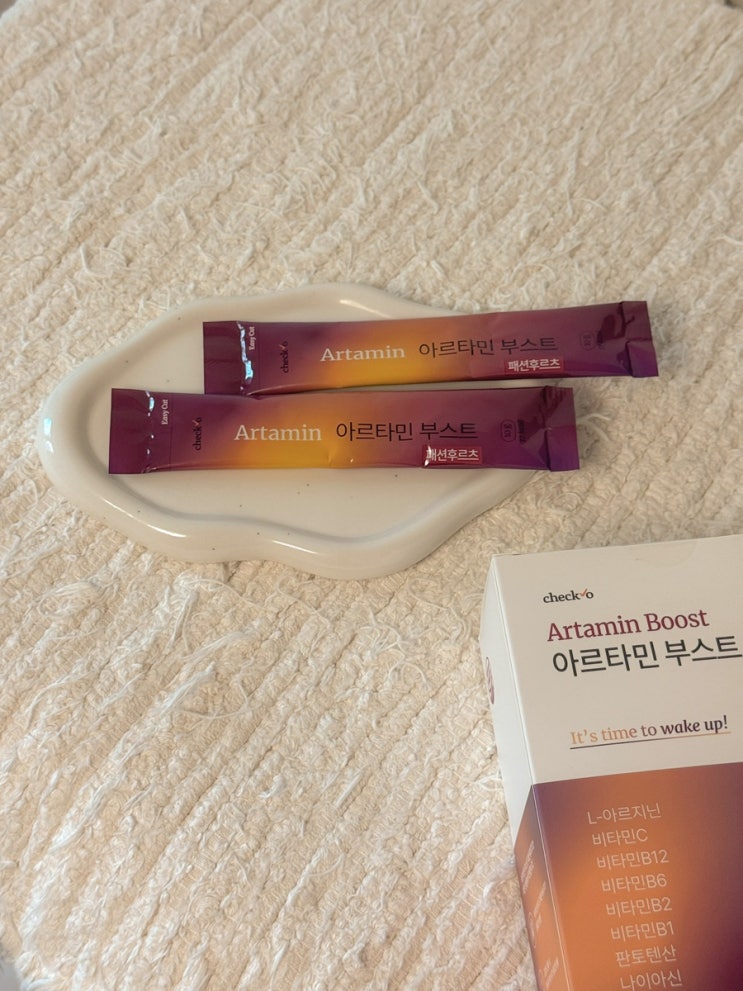 Easy Cut
check✓o
Artamin 아르타민 부스트
패션후르츠
Easy Cut
check✓o
Artamin 아르타민 부스트
패션후르츠
10 g
check✓o
Artamin Boost
아르타민 부스트
It's time to wake up!
L-아르지닌
비타민C
비타민B12
비타민B6
비타민B2
비타민B1
판토텐산
나이아신